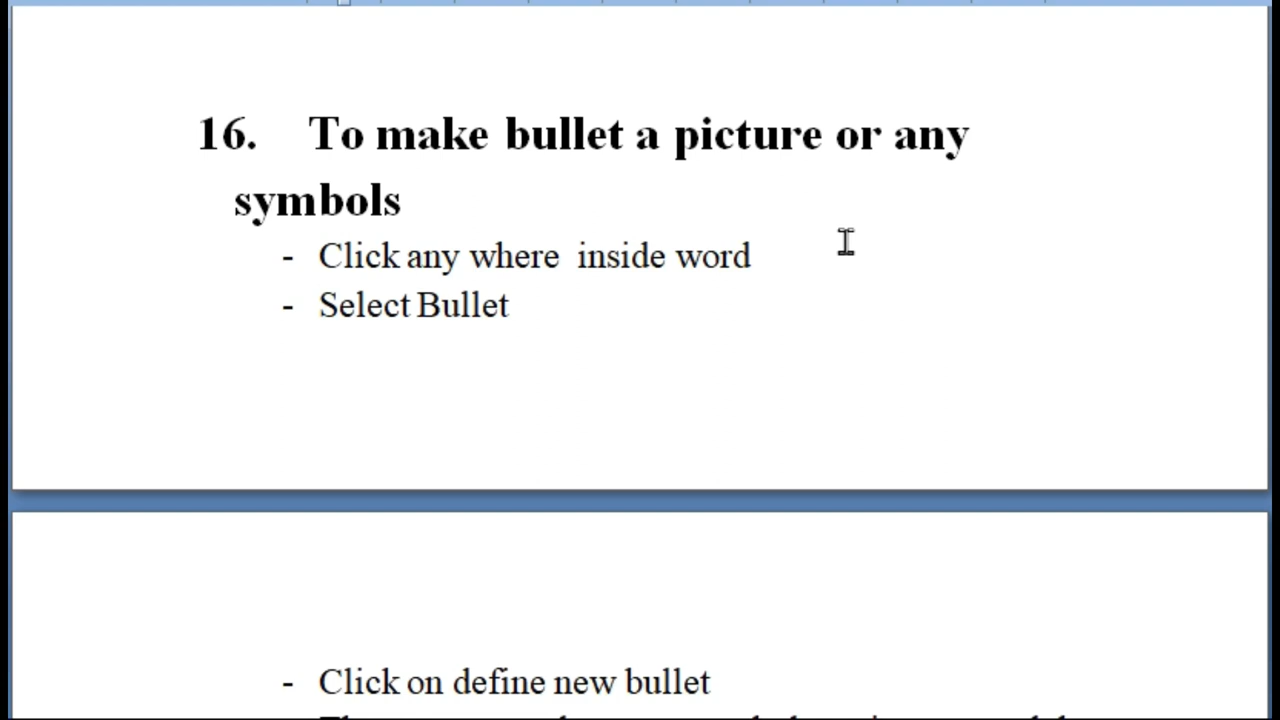 16. To make bullet a picture or any
symbols
- Click any where inside word
- Select Bullet
- Click on define new bullet